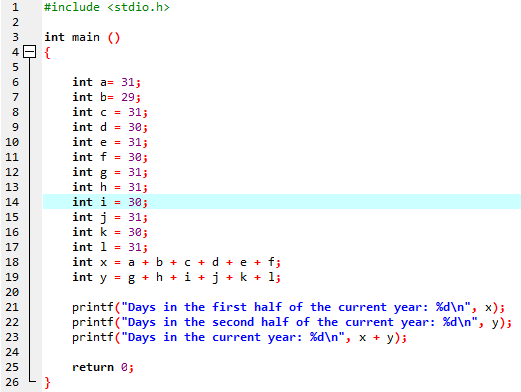 1 #include <stdio.h>
2
3 int main ()
4 {
5
6 int a= 31;
7 int b= 29;
8 int c = 31;
9 int d = 30;
10 int e = 31;
11 int f = 30;
12 int g = 31;
13 int h = 31;
14 int i = 30;
15 int j = 31;
16 int k = 30;
17 int l = 31;
18 int x = a + b + c + d + e + f;
19 int y = g + h + i + j + k + l;
20
21 printf("Days in the first half of the current year: %d\n", x);
22 printf("Days in the second half of the current year: %d\n", y);
23 printf("Days in the current year: %d\n", x + y);
24
25 return 0;
26 }